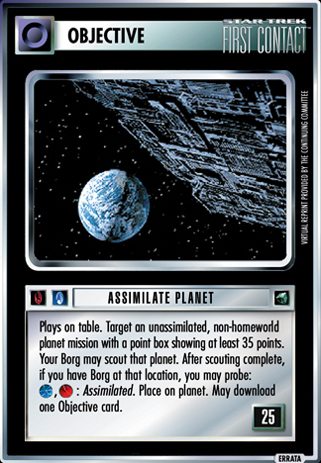 OBJECTIVE
STAR TREK
FIRST CONTACT
VIRTUAL REPRINT PROVIDED BY THE CONTINUING COMMITTEE
ASSIMILATE PLANET
Plays on table. Target an unassimilated, non-homeworld
planet mission with a point box showing at least 35 points.
Your Borg may scout that planet. After scouting complete,
if you have Borg at that location, you may probe:
, : Assimilated. Place on planet. May download
one Objective card.
25
ERRATA